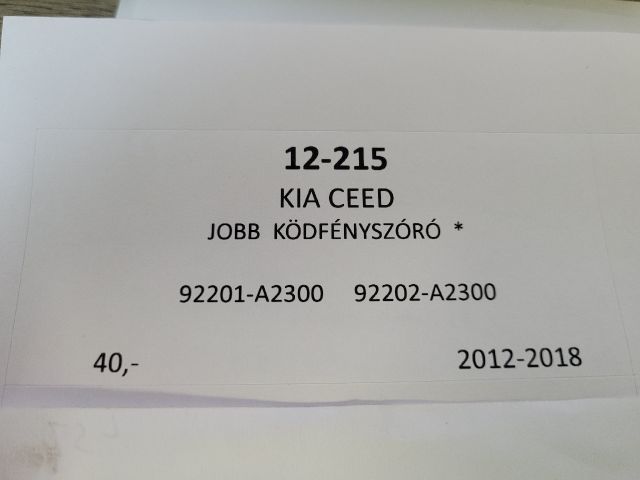 12-215
KIA CEED
JOBB KÖDFÉNYSZÓRÓ *
92201-A2300 92202-A2300
40,- 2012-2018